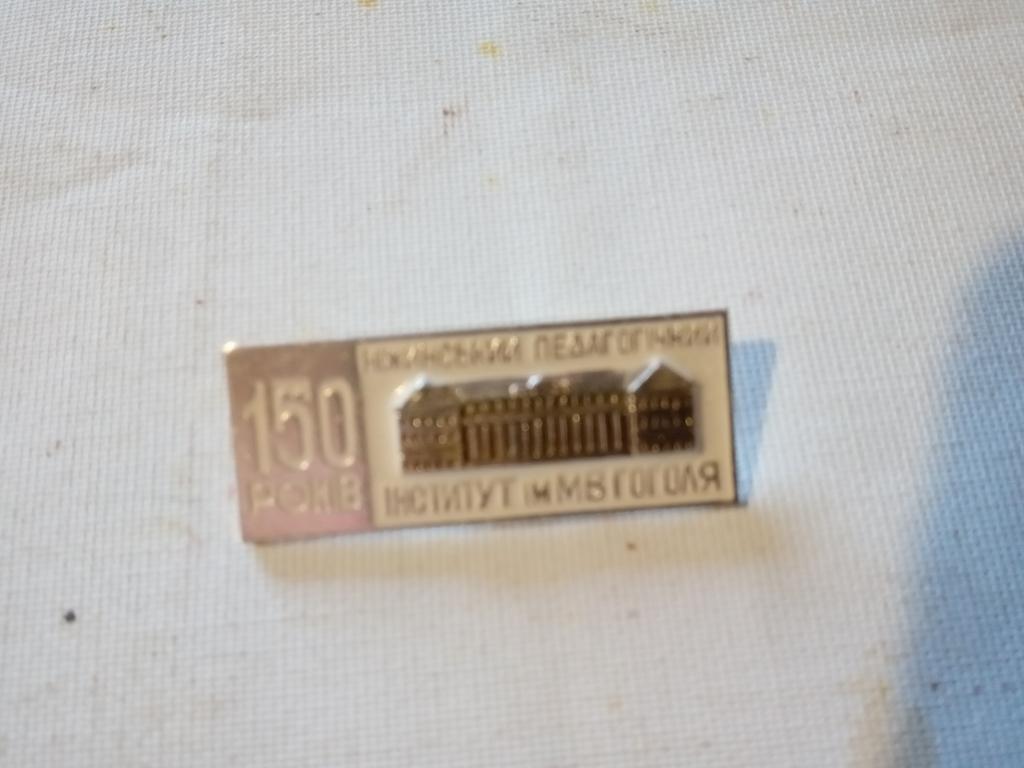 150
РОКІВ
НІЖИНСЬКИЙ ПЕДАГОГІЧНИЙ
ІНСТИТУТ ІМ М В ГОГОЛЯ